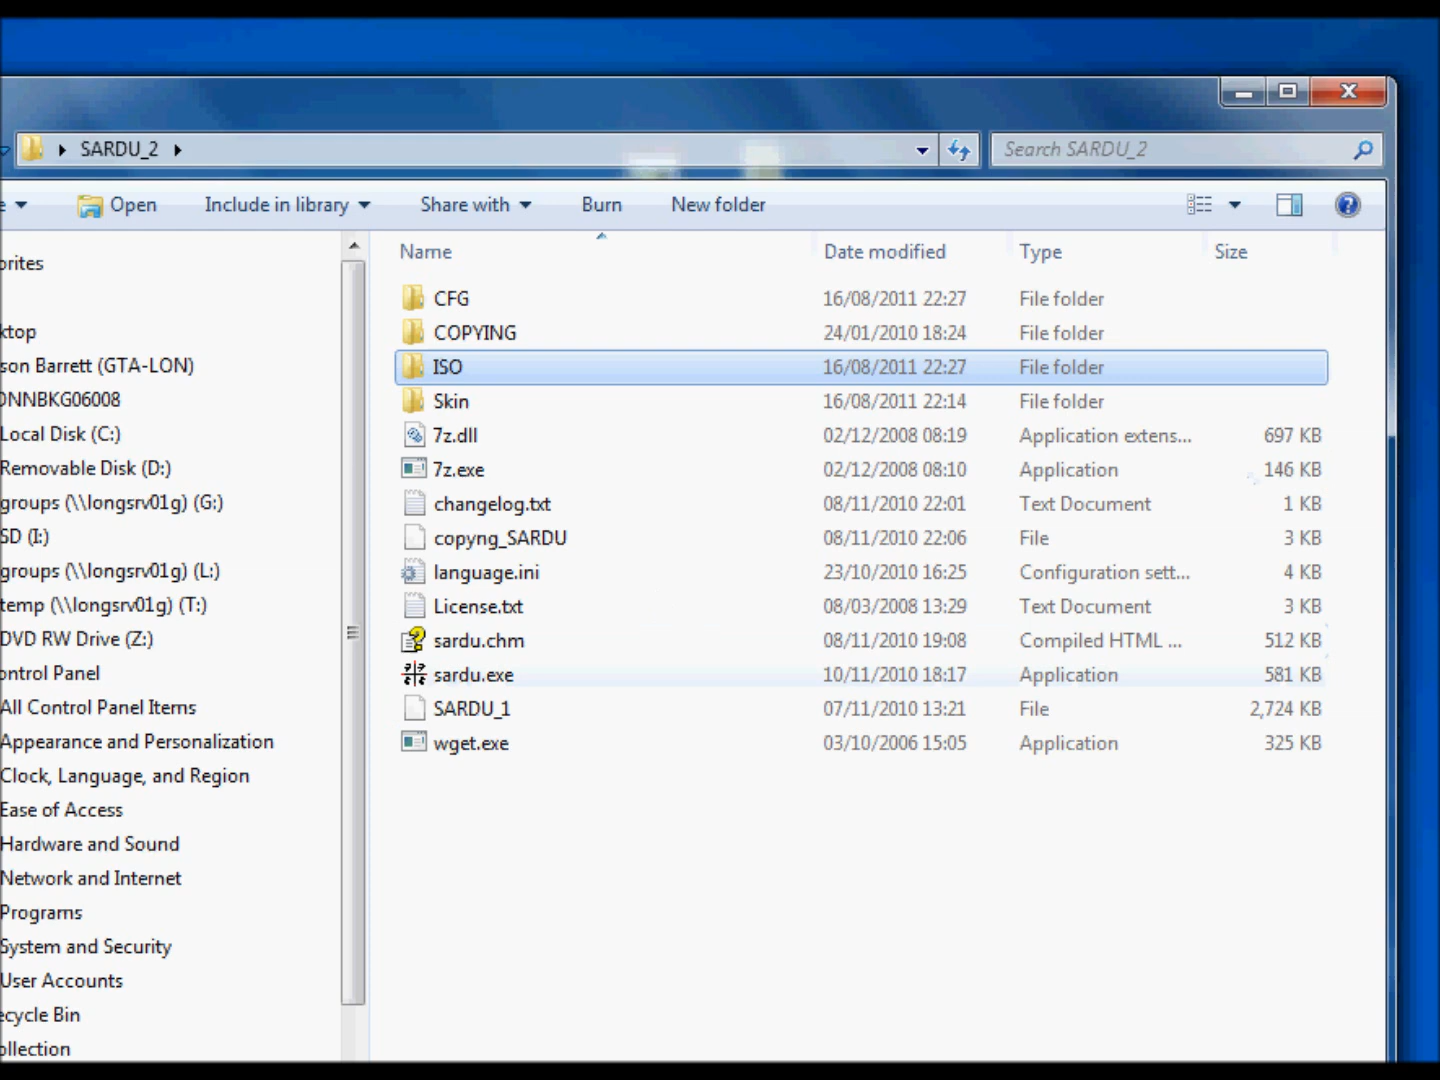 SARDU_2
Search SARDU_2
Open
Include in library
Share with
Burn
New folder
Name
Date modified
Type
Size
CFG 16/08/2011 22:27 File folder
COPYING 24/01/2010 18:24 File folder
ISO 16/08/2011 22:27 File folder
Skin 16/08/2011 22:14 File folder
7z.dll 02/12/2008 08:19 Application extens... 697 KB
7z.exe 02/12/2008 08:10 Application 146 KB
changelog.txt 08/11/2010 22:01 Text Document 1 KB
copyng_SARDU 08/11/2010 22:06 File 3 KB
language.ini 23/10/2010 16:25 Configuration sett... 4 KB
License.txt 08/03/2008 13:29 Text Document 3 KB
sardu.chm 08/11/2010 19:08 Compiled HTML ... 512 KB
sardu.exe 10/11/2010 18:17 Application 581 KB
SARDU_1 07/11/2010 13:21 File 2,724 KB
wget.exe 03/10/2006 15:05 Application 325 KB
orites
ktop
son Barrett (GTA-LON)
ONNBKG06008
Local Disk (C:)
Removable Disk (D:)
groups (\\longsrv01g) (G:)
SD (I:)
groups (\\longsrv01g) (L:)
temp (\\longsrv01g) (T:)
DVD RW Drive (Z:)
ontrol Panel
All Control Panel Items
Appearance and Personalization
Clock, Language, and Region
Ease of Access
Hardware and Sound
Network and Internet
Programs
System and Security
User Accounts
ecycle Bin
ollection